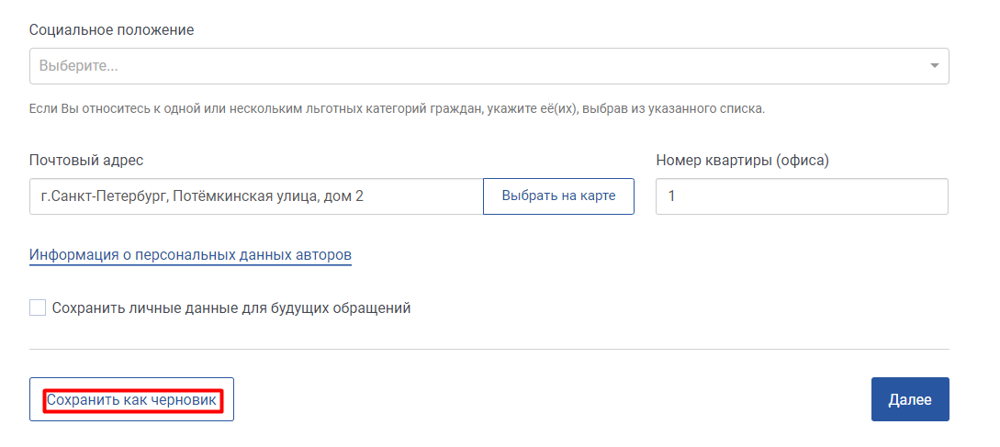 Социальное положение
Выберите...
Если Вы относитесь к одной или нескольким льготных категорий граждан, укажите её(их), выбрав из указанного списка.
Почтовый адрес
Номер квартиры (офиса)
г.Санкт-Петербург, Потёмкинская улица, дом 2
Выбрать на карте
1
Информация о персональных данных авторов
Сохранить личные данные для будущих обращений
Сохранить как черновик
Далее